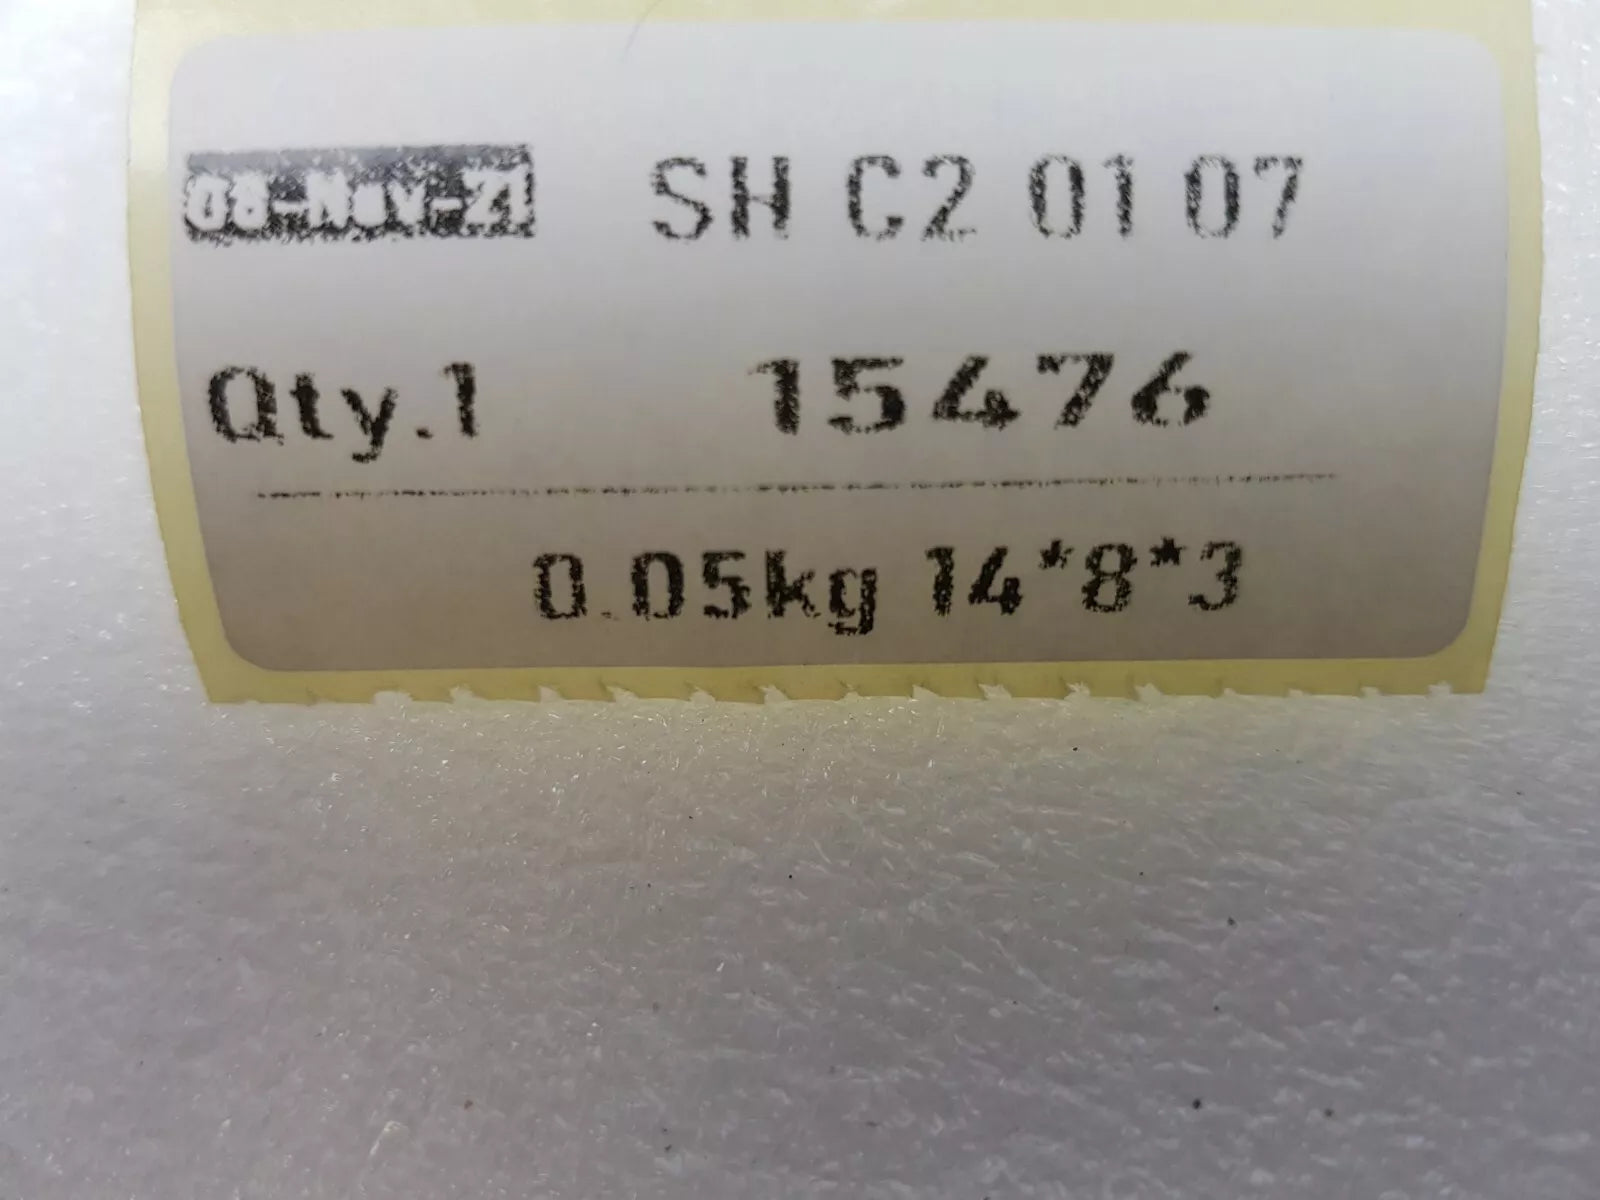 08-Nov-21 SH C2 01 07
Qty.1 15476
0.05kg 14*8*3